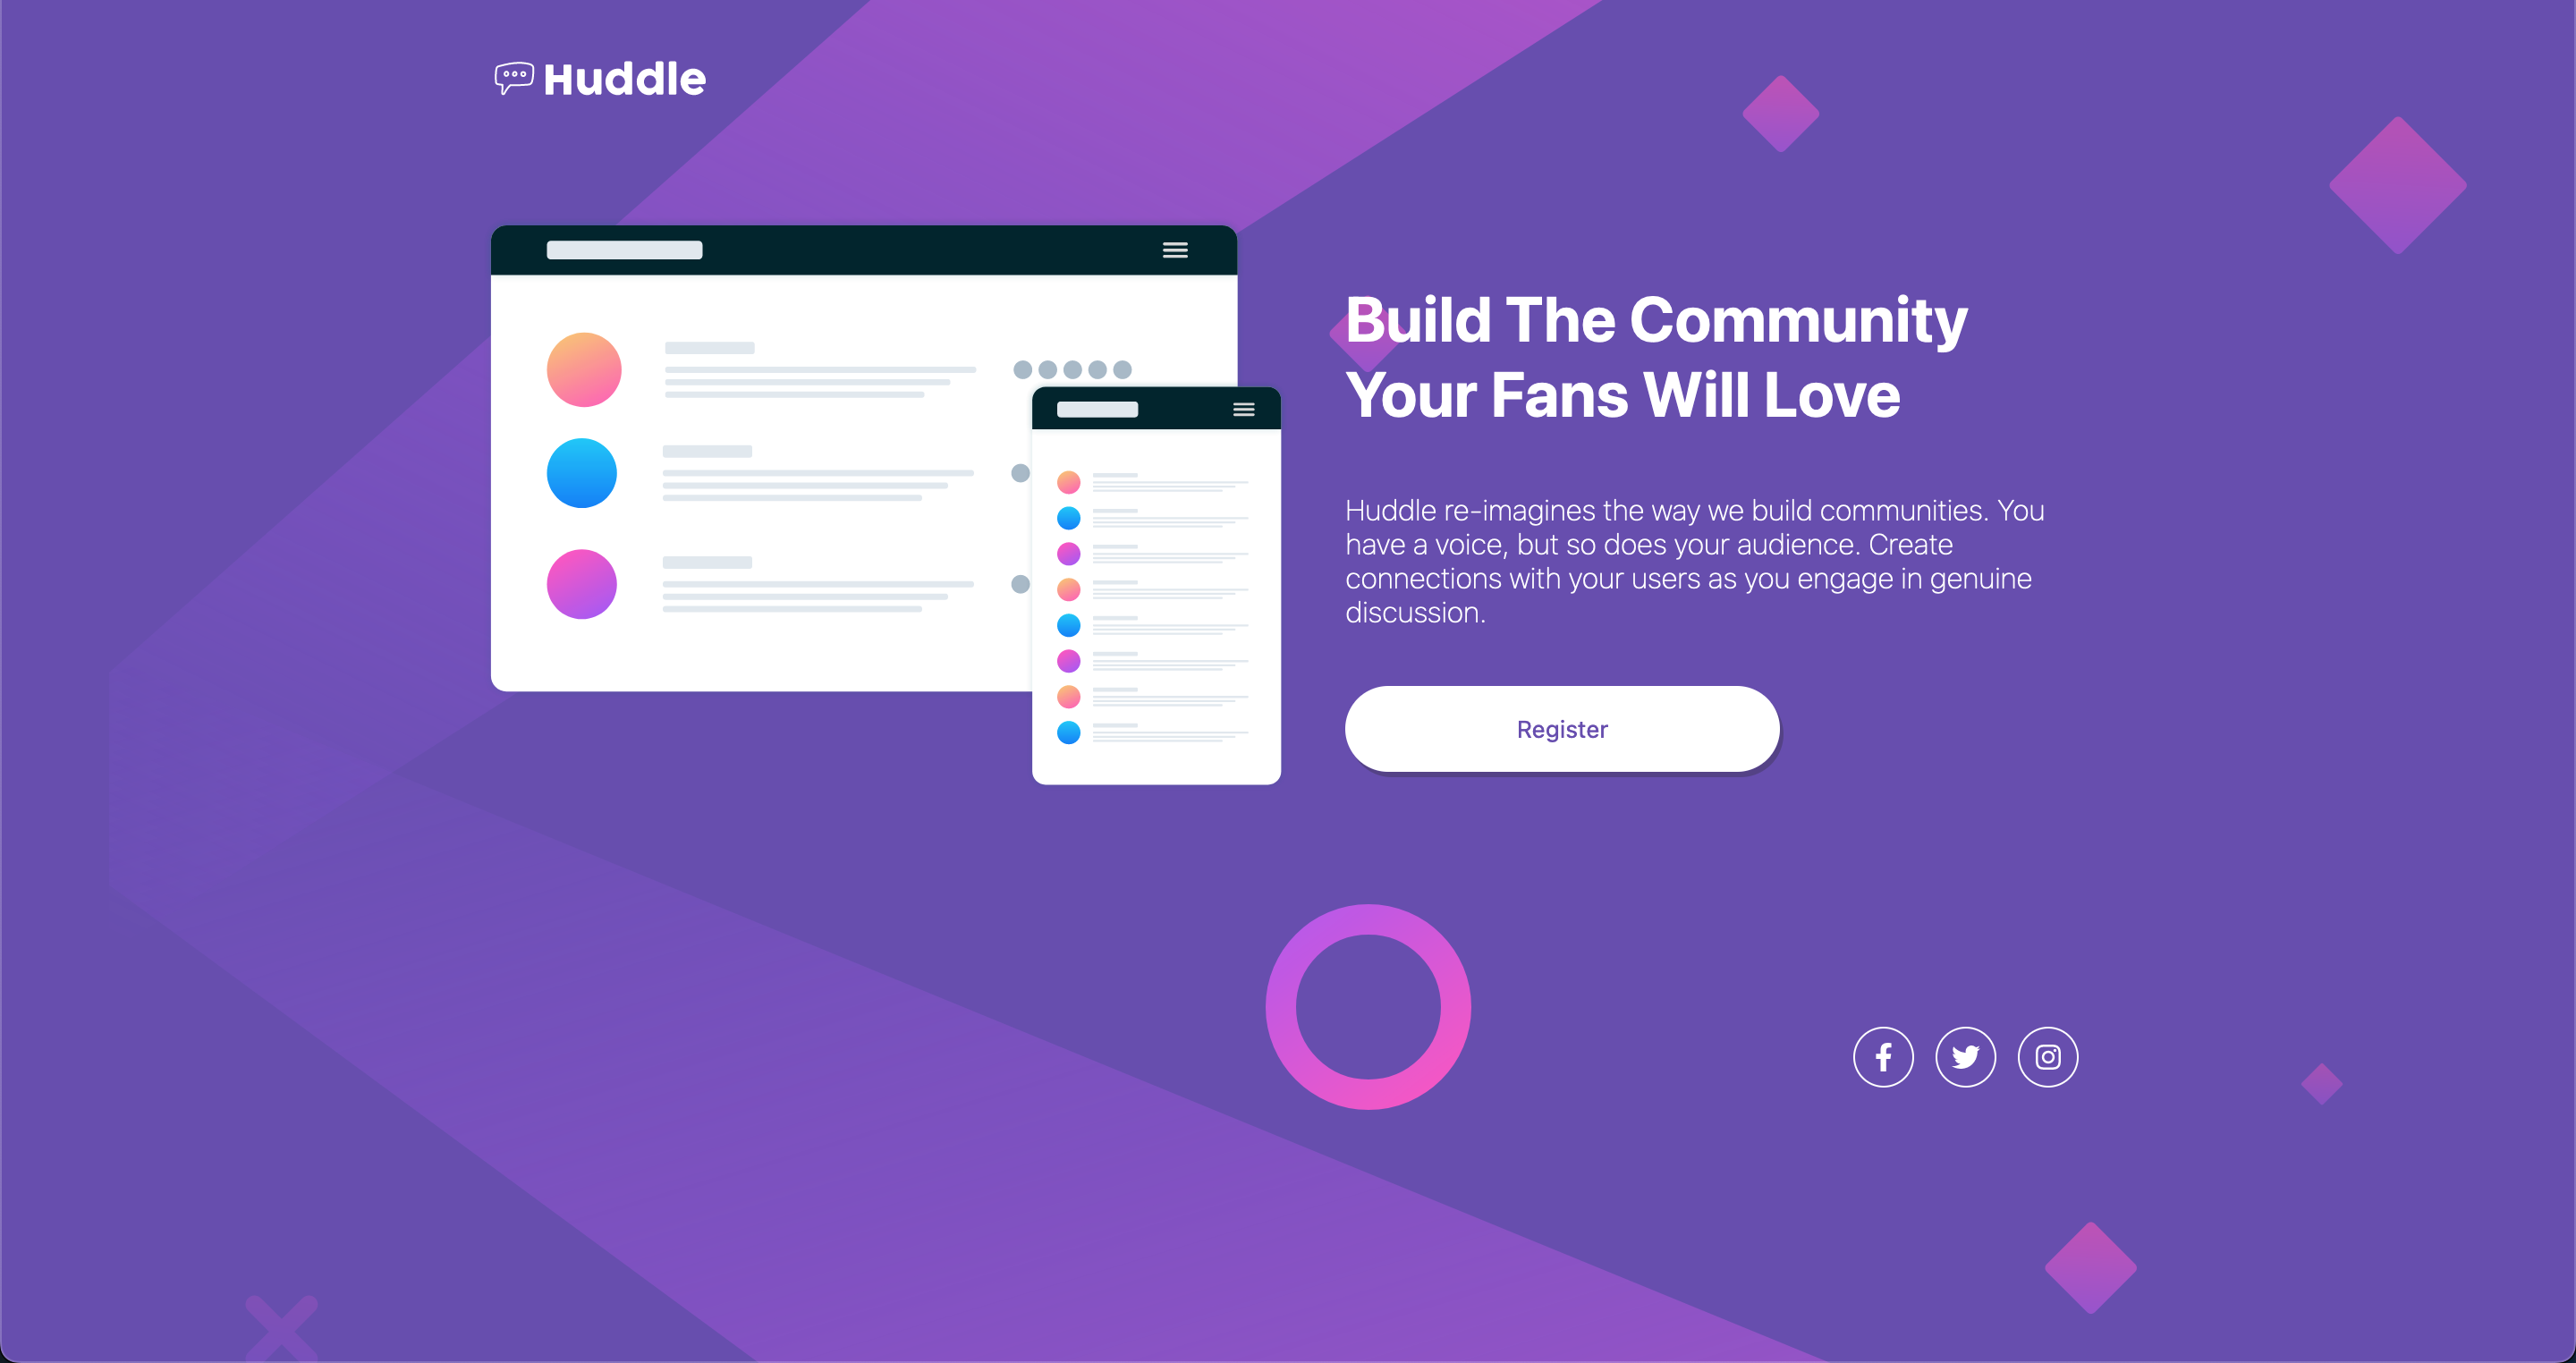 Huddle
Build The Community
Your Fans Will Love
Huddle re-imagines the way we build communities. You
have a voice, but so does your audience. Create
connections with your users as you engage in genuine
discussion.
Register